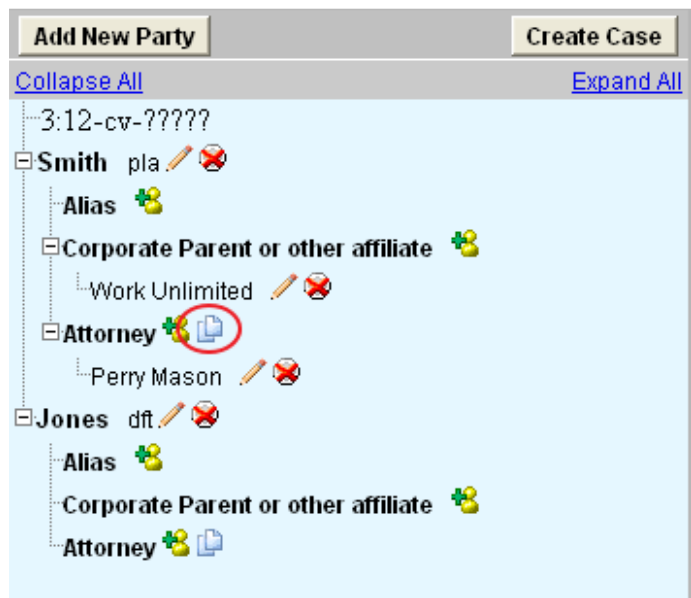 Add New Party Create Case
Collapse All Expand All
3:12-cv-?????
Smith pla
Alias
Corporate Parent or other affiliate
Work Unlimited
Attorney
Perry Mason
Jones dft
Alias
Corporate Parent or other affiliate
Attorney